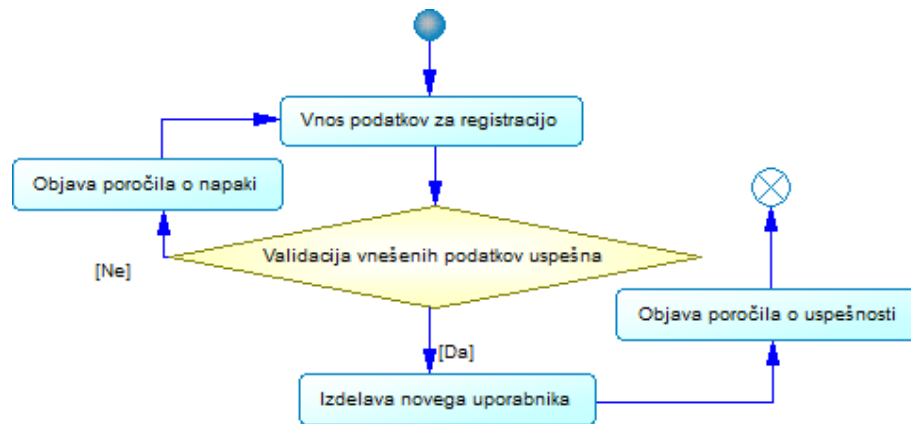 Vnos podatkov za registracijo
Objava poročila o napaki
Validacija vnešenih podatkov uspešna
[Ne]
Objava poročila o uspešnosti
[Da]
Izdelava novega uporabnika